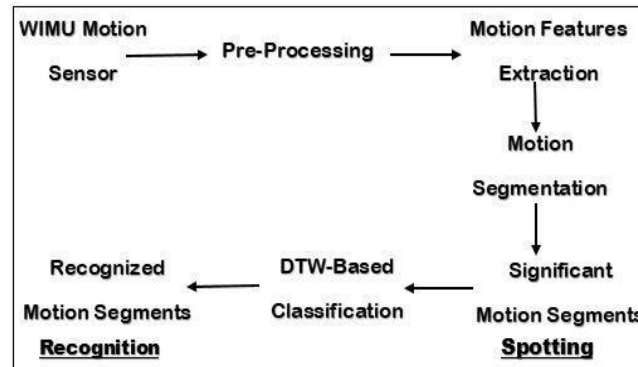 WIMU Motion
Sensor
Pre-Processing
Motion Features
Extraction
Motion
Segmentation
Significant
Motion Segments
Spotting
DTW-Based
Classification
Recognized
Motion Segments
Recognition